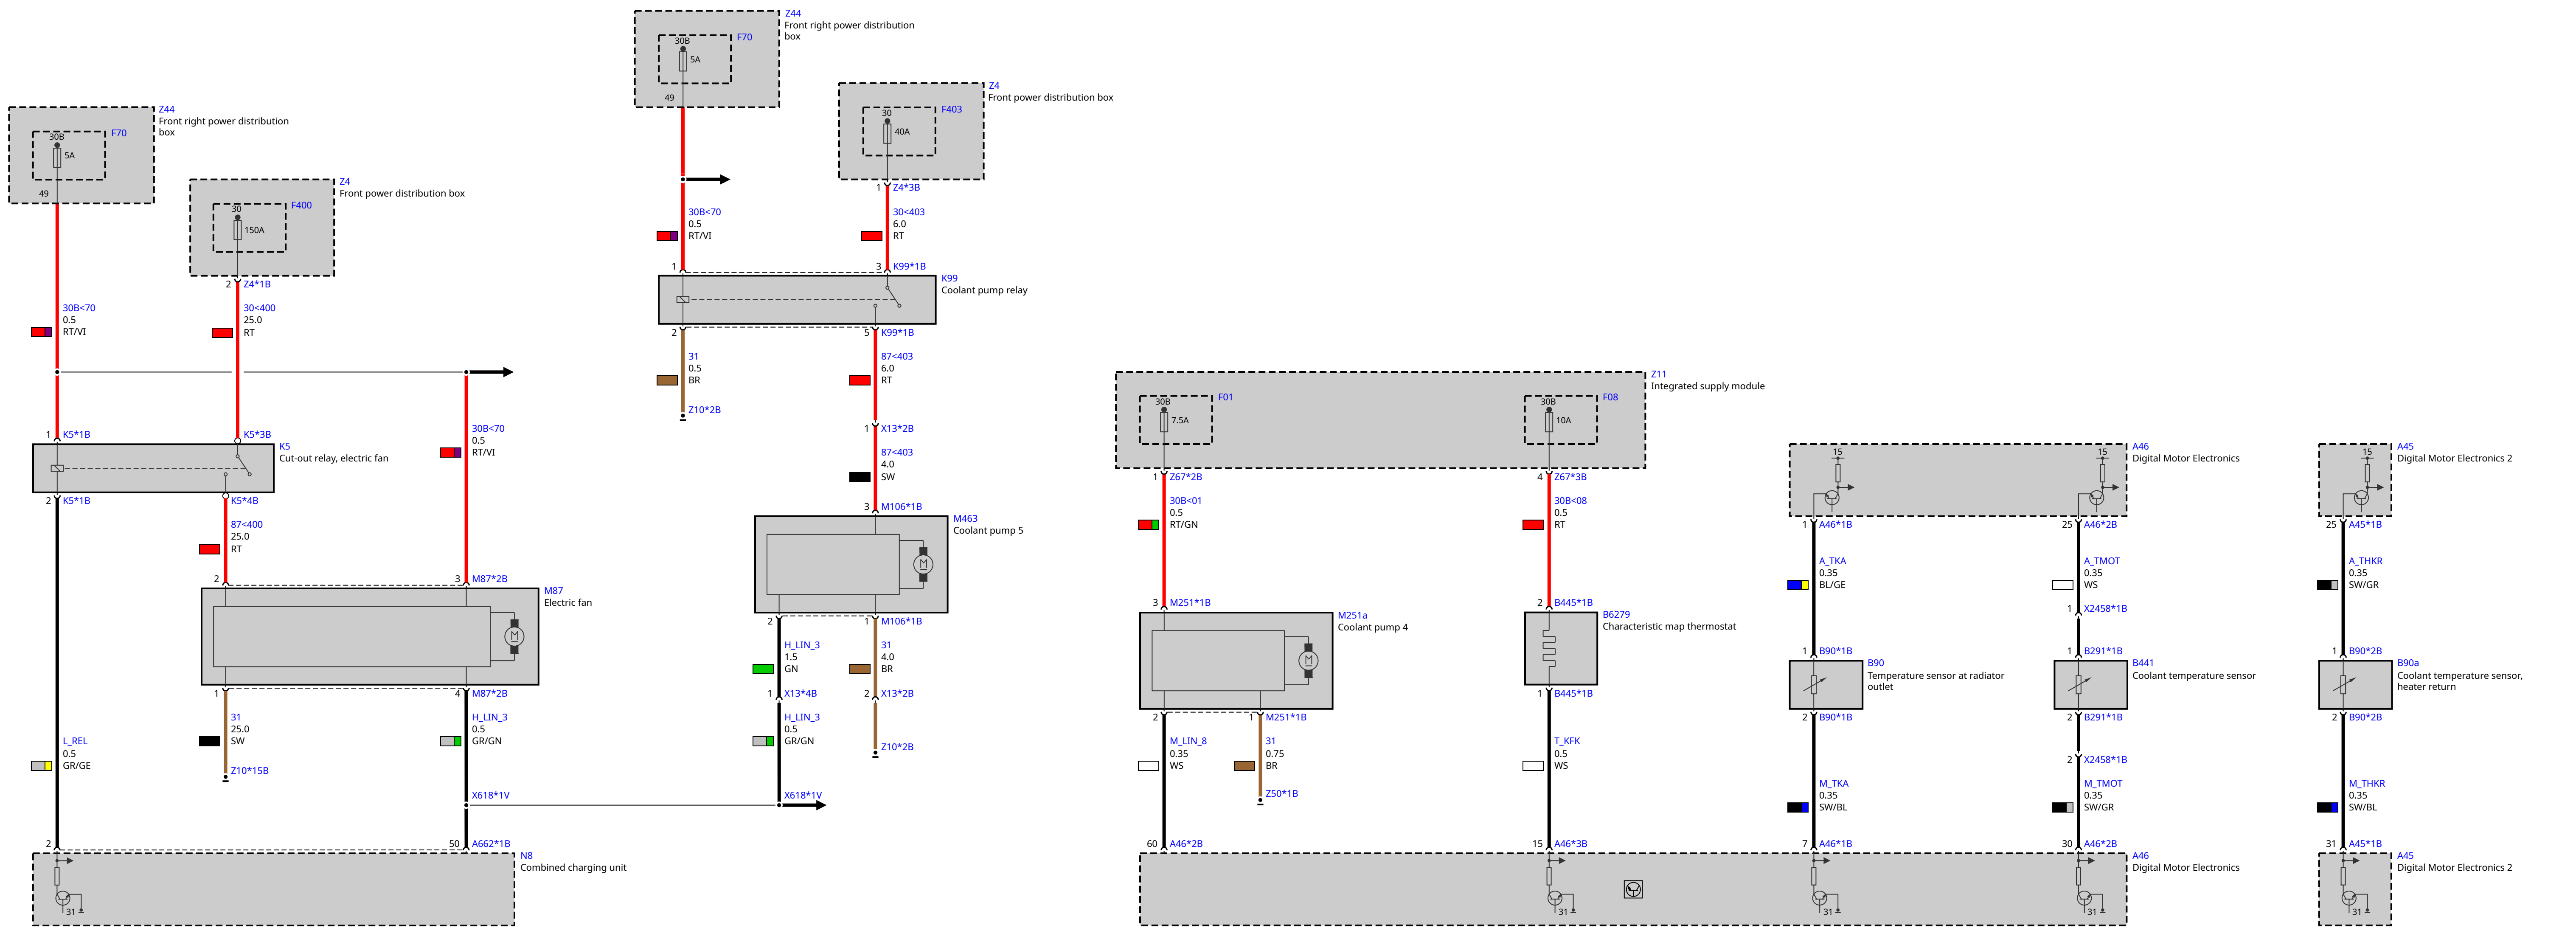 Z44
Front right power distribution
box
F70
30B
5A
49
Z4
Front power distribution box
F403
30
40A
1
Z4*3B
30B<70
0.5
RT/VI
30<403
6.0
RT
1
3
K99*1B
K99
Coolant pump relay
2
5
K99*1B
31
0.5
BR
87<403
6.0
RT
Z10*2B
1
X13*2B
87<403
4.0
SW
3
M106*1B
M463
Coolant pump 5
M
2
1
M106*1B
H_LIN_3
1.5
GN
31
4.0
BR
1
X13*4B
2
X13*2B
H_LIN_3
0.5
GR/GN
Z10*2B
X618*1V
Z44
Front right power distribution
box
F70
30B
5A
49
Z4
Front power distribution box
F400
30
150A
2
Z4*1B
30B<70
0.5
RT/VI
30<400
25.0
RT
1
K5*1B
K5*3B
K5
Cut-out relay, electric fan
2
K5*1B
K5*4B
30B<70
0.5
RT/VI
87<400
25.0
RT
2
3
M87*2B
M87
Electric fan
M
1
4
M87*2B
31
25.0
SW
H_LIN_3
0.5
GR/GN
L_REL
0.5
GR/GE
Z10*15B
X618*1V
2
50
A662*1B
N8
Combined charging unit
31
Z11
Integrated supply module
F01
30B
7.5A
F08
30B
10A
1
Z67*2B
4
Z67*3B
30B<01
0.5
RT/GN
30B<08
0.5
RT
3
M251*1B
2
B445*1B
M251a
Coolant pump 4
M
B6279
Characteristic map thermostat
2
1
M251*1B
1
B445*1B
M_LIN_8
0.35
WS
31
0.75
BR
T_KFK
0.5
WS
Z50*1B
60
A46*2B
15
A46*3B
A46
Digital Motor Electronics
15
15
1
A46*1B
25
A46*2B
A_TKA
0.35
BL/GE
A_TMOT
0.35
WS
1
X2458*1B
1
B90*1B
1
B291*1B
B90
Temperature sensor at radiator
outlet
B441
Coolant temperature sensor
2
B90*1B
2
B291*1B
2
X2458*1B
M_TKA
0.35
SW/BL
M_TMOT
0.35
SW/GR
7
A46*1B
30
A46*2B
A46
Digital Motor Electronics
31
31
31
A45
Digital Motor Electronics 2
15
25
A45*1B
A_THKR
0.35
SW/GR
1
B90*2B
B90a
Coolant temperature sensor,
heater return
2
B90*2B
M_THKR
0.35
SW/BL
31
A45*1B
A45
Digital Motor Electronics 2
31